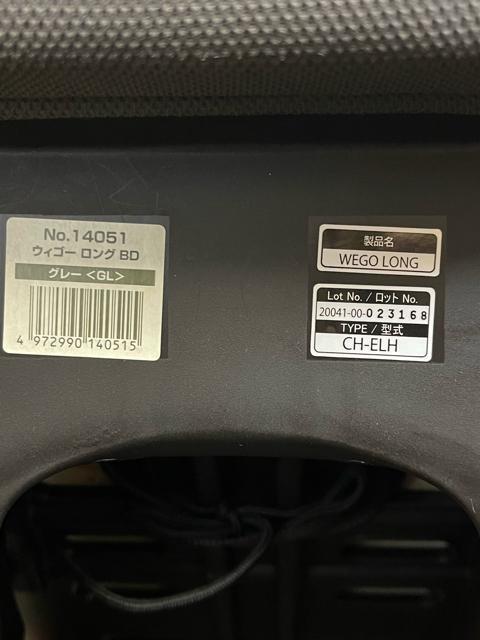 No.14051
ウィゴー ロング BD
グレー <GL>
4 972990 140515
製品名
WEGO LONG
Lot No. / ロット No.
20041-00-023168
TYPE / 型式
CH-ELH